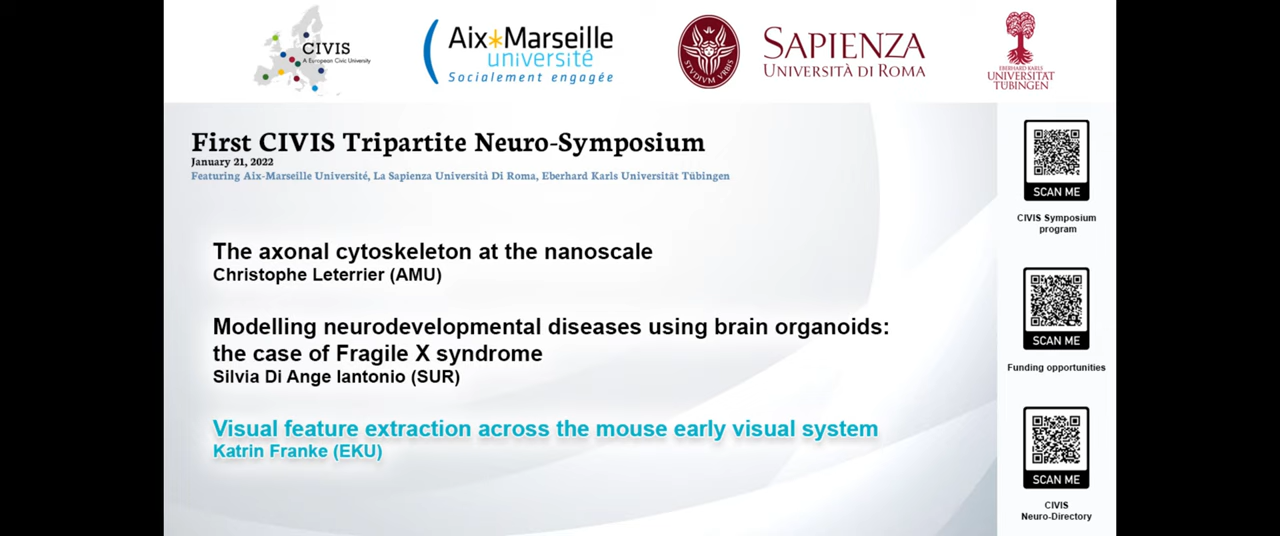 CIVIS
A European Civic University
Aix*Marseille
université
Socialement engagée
STVDIVM VRBIS
SAPIENZA
UNIVERSITÀ DI ROMA
EBERHARD KARLS
UNIVERSITÄT
TÜBINGEN
First CIVIS Tripartite Neuro-Symposium
January 21, 2022
Featuring Aix-Marseille Université, La Sapienza Università Di Roma, Eberhard Karls Universität Tübingen
The axonal cytoskeleton at the nanoscale
Christophe Leterrier (AMU)
Modelling neurodevelopmental diseases using brain organoids:
the case of Fragile X syndrome
Silvia Di Ange lantonio (SUR)
Visual feature extraction across the mouse early visual system
Katrin Franke (EKU)
SCAN ME
CIVIS Symposium
program
SCAN ME
Funding opportunities
SCAN ME
CIVIS
Neuro-Directory